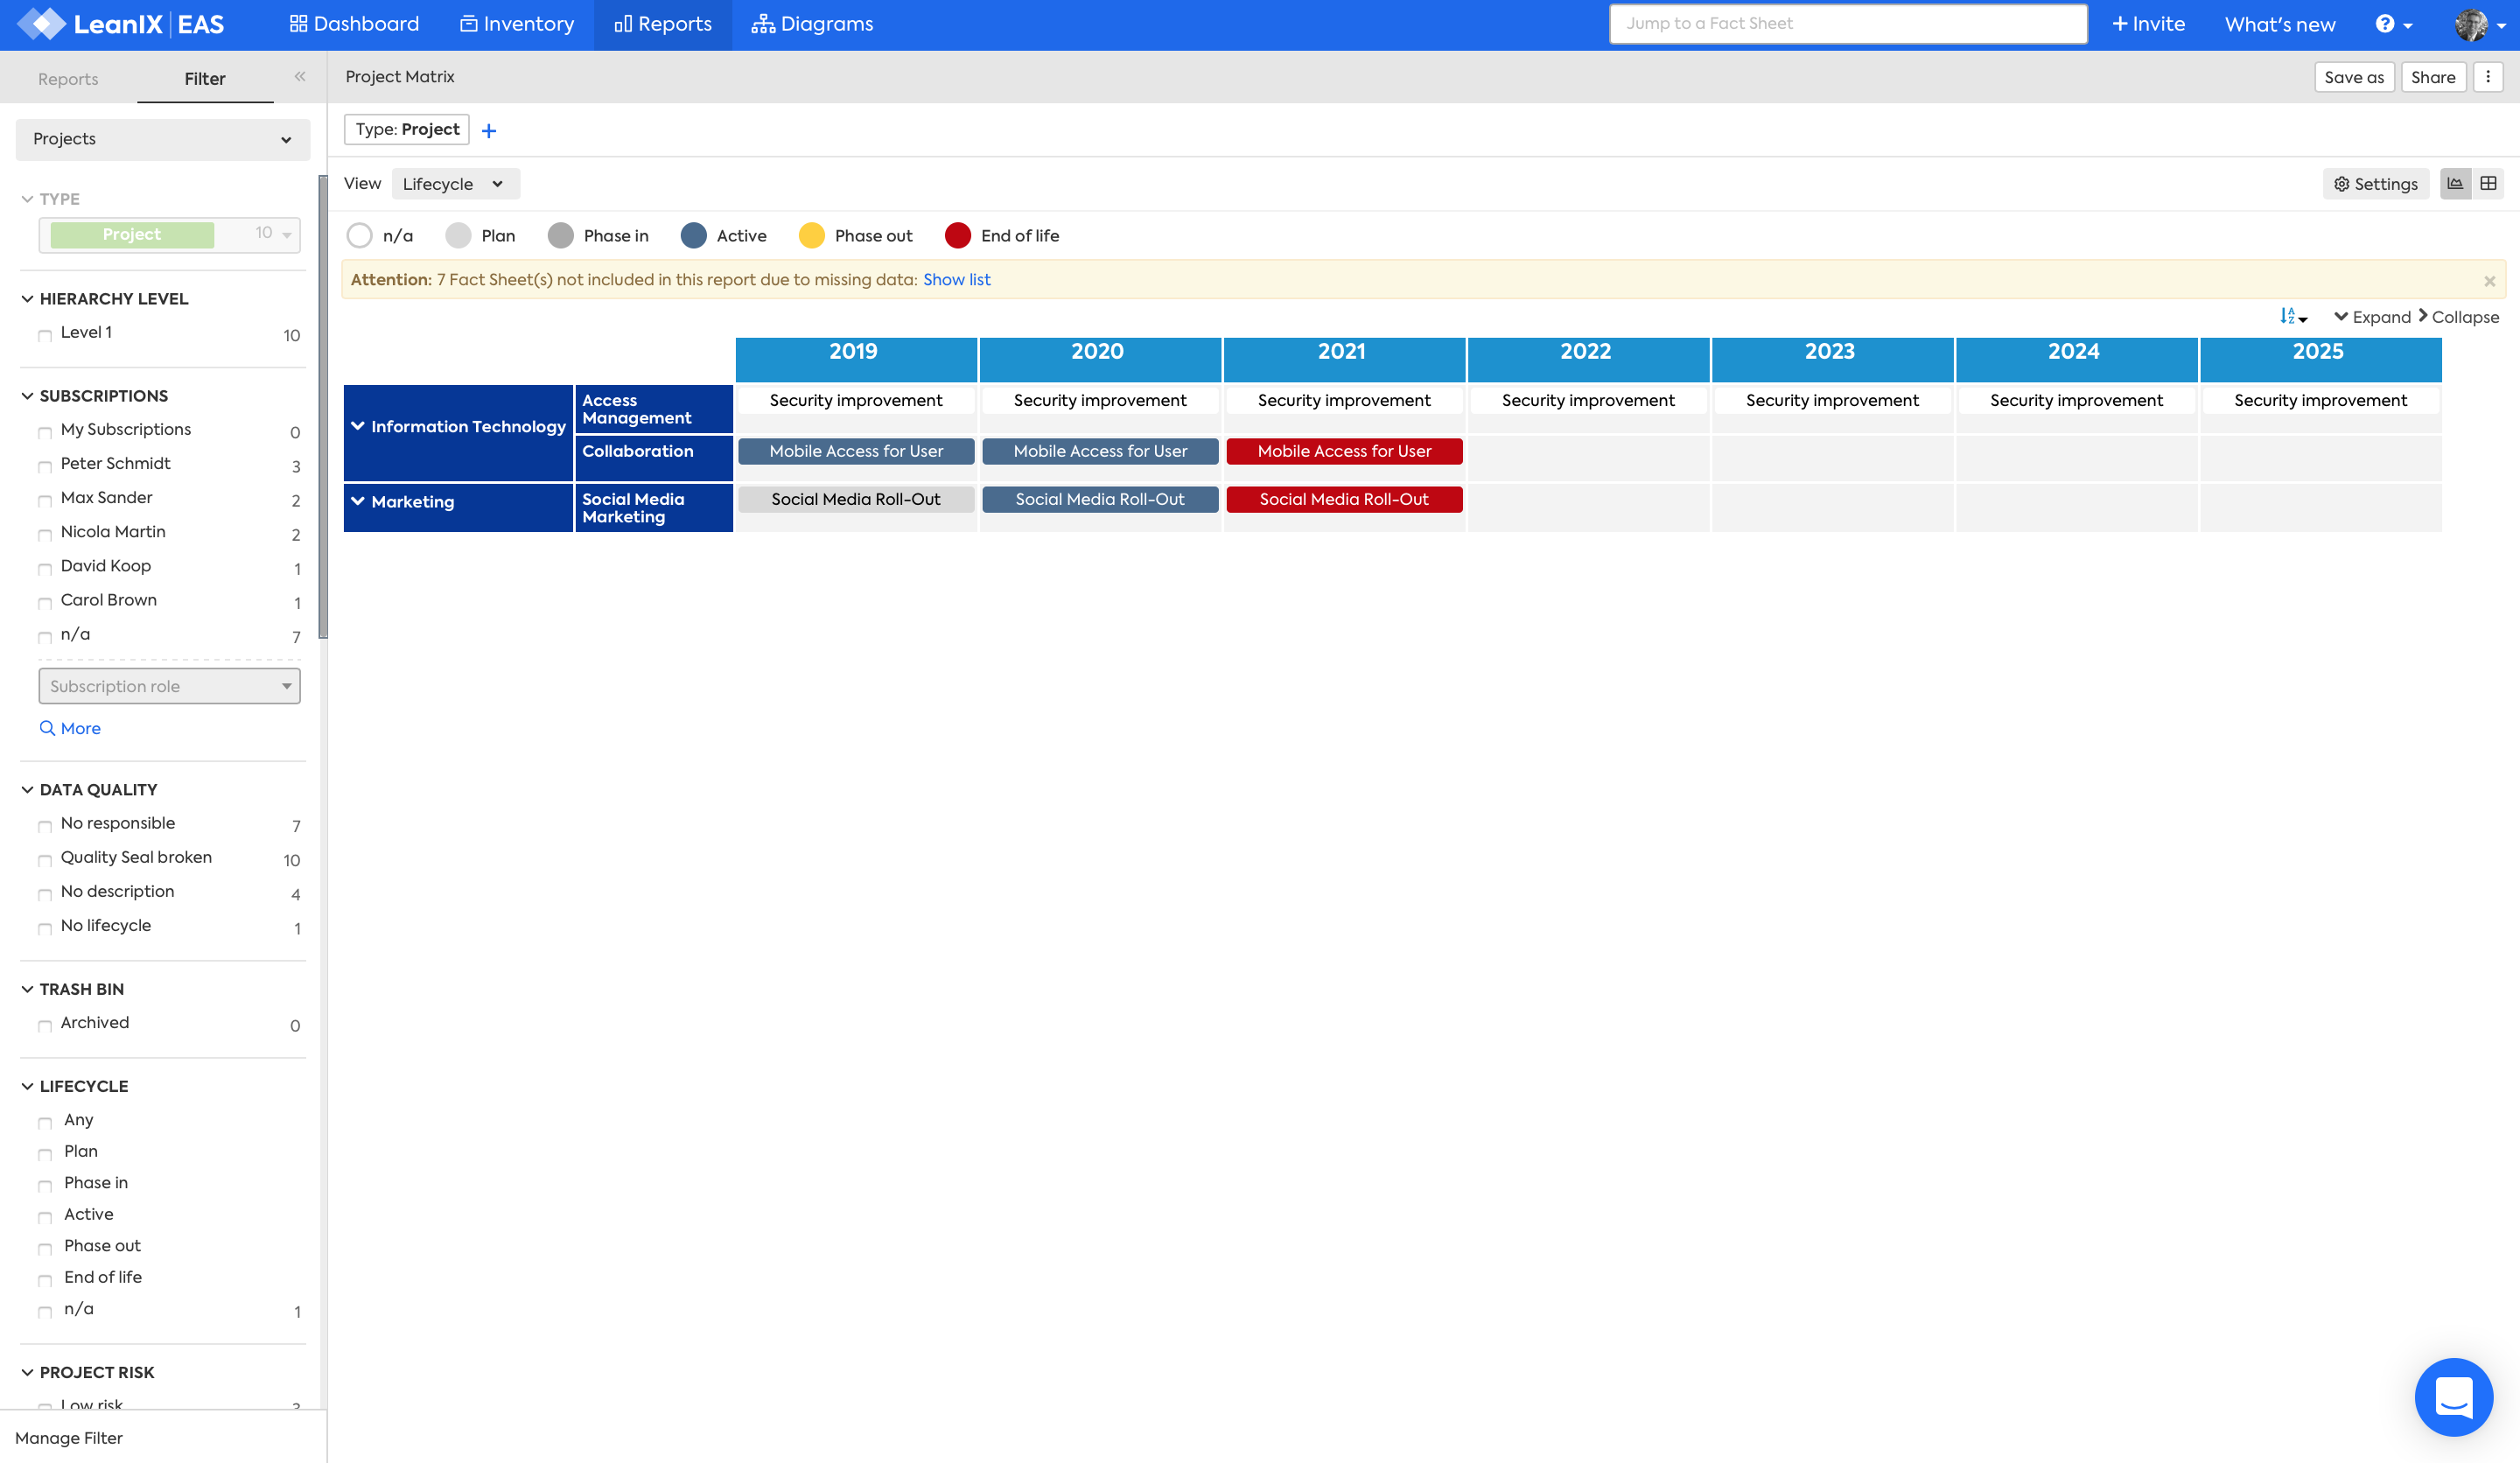 LeanIX | EAS
Dashboard
Inventory
Reports
Diagrams
Jump to a Fact Sheet
+ Invite
What's new
?
Reports
Filter
«
Project Matrix
Save as
Share
Projects
Type: Project
+
TYPE
Project 10
View
Lifecycle
Settings
n/a
Plan
Phase in
Active
Phase out
End of life
Attention: 7 Fact Sheet(s) not included in this report due to missing data: Show list
×
Expand
Collapse
HIERARCHY LEVEL
Level 1 10
SUBSCRIPTIONS
My Subscriptions 0
Peter Schmidt 3
Max Sander 2
Nicola Martin 2
David Koop 1
Carol Brown 1
n/a 7
Subscription role
More
DATA QUALITY
No responsible 7
Quality Seal broken 10
No description 4
No lifecycle 1
TRASH BIN
Archived 0
LIFECYCLE
Any
Plan
Phase in
Active
Phase out
End of life
n/a 1
PROJECT RISK
Low risk 3
Manage Filter
2019 2020 2021 2022 2023 2024 2025
Information Technology
Access
Management
Security improvement Security improvement Security improvement Security improvement Security improvement Security improvement Security improvement
Collaboration
Mobile Access for User Mobile Access for User Mobile Access for User
Marketing
Social Media
Marketing
Social Media Roll-Out Social Media Roll-Out Social Media Roll-Out